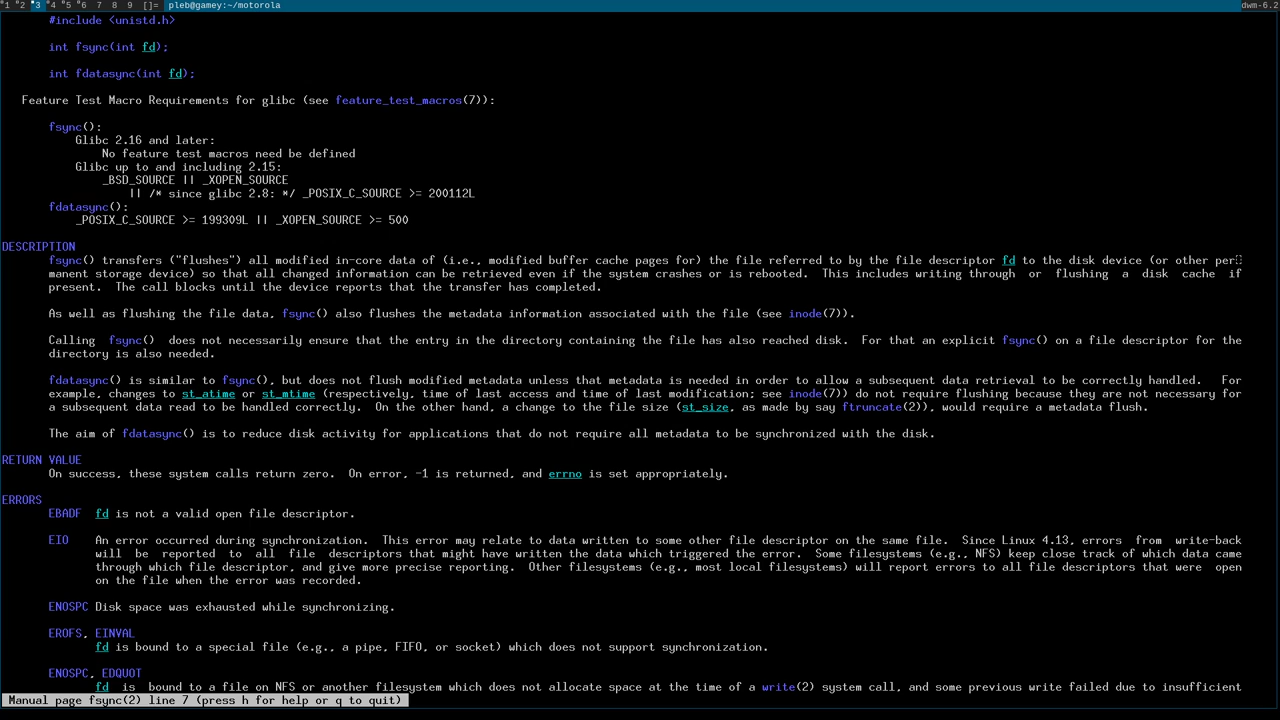 1 2 3 4 5 6 7 8 9 []= pleb@gamey:~/motorola dwm-6.2
#include <unistd.h>
int fsync(int fd);
int fdatasync(int fd);
Feature Test Macro Requirements for glibc (see feature_test_macros(7)):
fsync():
Glibc 2.16 and later:
No feature test macros need be defined
Glibc up to and including 2.15:
_BSD_SOURCE || _XOPEN_SOURCE
|| /* since glibc 2.8: */ _POSIX_C_SOURCE >= 200112L
fdatasync():
_POSIX_C_SOURCE >= 199309L || _XOPEN_SOURCE >= 500
DESCRIPTION
fsync() transfers ("flushes") all modified in-core data of (i.e., modified buffer cache pages for) the file referred to by the file descriptor fd to the disk device (or other per
manent storage device) so that all changed information can be retrieved even if the system crashes or is rebooted. This includes writing through or flushing a disk cache if
present. The call blocks until the device reports that the transfer has completed.
As well as flushing the file data, fsync() also flushes the metadata information associated with the file (see inode(7)).
Calling fsync() does not necessarily ensure that the entry in the directory containing the file has also reached disk. For that an explicit fsync() on a file descriptor for the
directory is also needed.
fdatasync() is similar to fsync(), but does not flush modified metadata unless that metadata is needed in order to allow a subsequent data retrieval to be correctly handled. For
example, changes to st_atime or st_mtime (respectively, time of last access and time of last modification; see inode(7)) do not require flushing because they are not necessary for
a subsequent data read to be handled correctly. On the other hand, a change to the file size (st_size, as made by say ftruncate(2)), would require a metadata flush.
The aim of fdatasync() is to reduce disk activity for applications that do not require all metadata to be synchronized with the disk.
RETURN VALUE
On success, these system calls return zero. On error, -1 is returned, and errno is set appropriately.
ERRORS
EBADF fd is not a valid open file descriptor.
EIO An error occurred during synchronization. This error may relate to data written to some other file descriptor on the same file. Since Linux 4.13, errors from write-back
will be reported to all file descriptors that might have written the data which triggered the error. Some filesystems (e.g., NFS) keep close track of which data came
through which file descriptor, and give more precise reporting. Other filesystems (e.g., most local filesystems) will report errors to all file descriptors that were open
on the file when the error was recorded.
ENOSPC Disk space was exhausted while synchronizing.
EROFS, EINVAL
fd is bound to a special file (e.g., a pipe, FIFO, or socket) which does not support synchronization.
ENOSPC, EDQUOT
fd is bound to a file on NFS or another filesystem which does not allocate space at the time of a write(2) system call, and some previous write failed due to insufficient
Manual page fsync(2) line 7 (press h for help or q to quit)